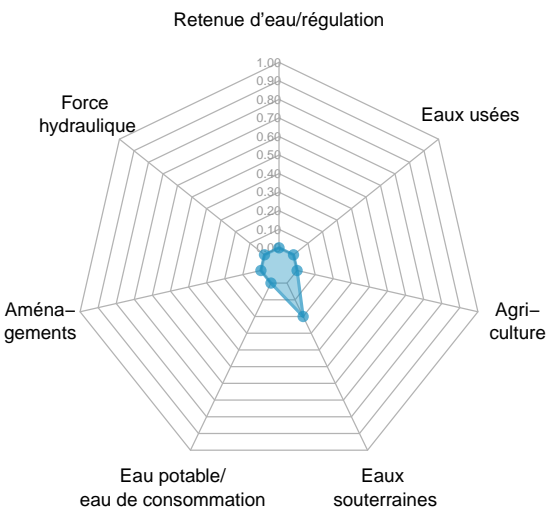 Retenue d'eau/régulation
1.00
0.90
0.80
0.70
0.60
0.50
0.40
0.30
0.20
0.10
0.00
Force
hydraulique
Eaux usées
Aména–
gements
Agri–
culture
Eau potable/
eau de consommation
Eaux
souterraines